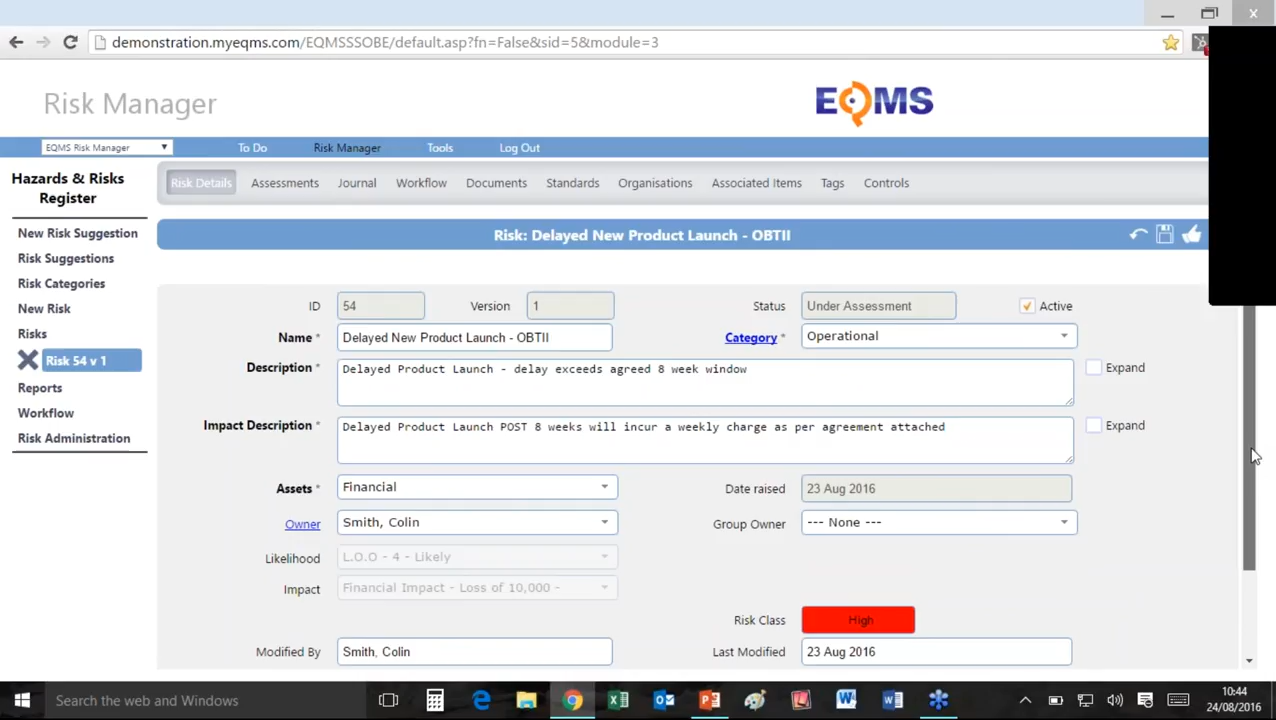 demonstration.myeqms.com/EQMSSSOBE/default.asp?fn=False&sid=5&module=3
Risk Manager
EQMS
EQMS Risk Manager
To Do
Risk Manager
Tools
Log Out
Hazards & Risks
Register
New Risk Suggestion
Risk Suggestions
Risk Categories
New Risk
Risks
Risk 54 v 1
Reports
Workflow
Risk Administration
Risk Details
Assessments
Journal
Workflow
Documents
Standards
Organisations
Associated Items
Tags
Controls
Risk: Delayed New Product Launch - OBTII
ID
54
Version
1
Status
Under Assessment
Active
Name *
Delayed New Product Launch - OBTII
Category *
Operational
Description *
Delayed Product Launch - delay exceeds agreed 8 week window
Expand
Impact Description *
Delayed Product Launch POST 8 weeks will incur a weekly charge as per agreement attached
Expand
Assets *
Financial
Date raised
23 Aug 2016
Owner
Smith, Colin
Group Owner
--- None ---
Likelihood
L.O.O - 4 - Likely
Impact
Financial Impact - Loss of 10,000 -
Risk Class
High
Modified By
Smith, Colin
Last Modified
23 Aug 2016
Search the web and Windows
10:44
24/08/2016